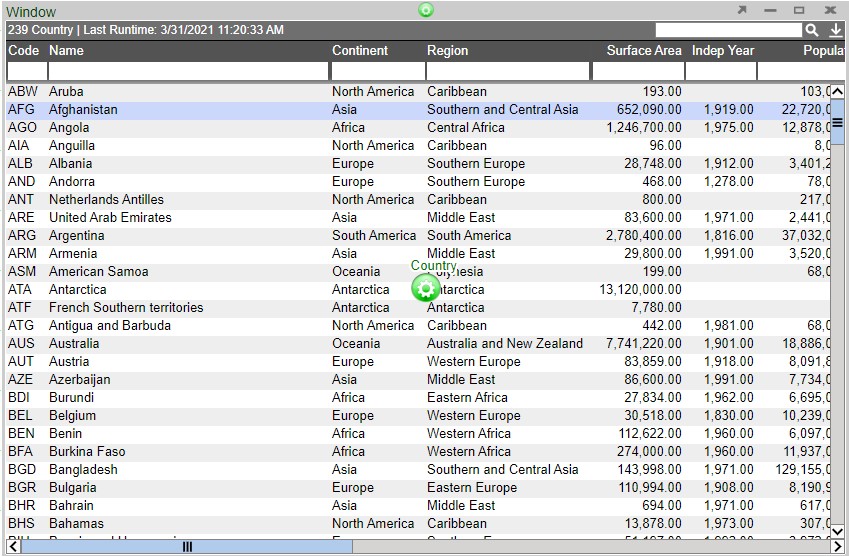 Window
239 Country | Last Runtime: 3/31/2021 11:20:33 AM
Code Name Continent Region Surface Area Indep Year Popula
ABW Aruba North America Caribbean 193.00 103,0
AFG Afghanistan Asia Southern and Central Asia 652,090.00 1,919.00 22,720,0
AGO Angola Africa Central Africa 1,246,700.00 1,975.00 12,878,0
AIA Anguilla North America Caribbean 96.00 8,0
ALB Albania Europe Southern Europe 28,748.00 1,912.00 3,401,2
AND Andorra Europe Southern Europe 468.00 1,278.00 78,0
ANT Netherlands Antilles North America Caribbean 800.00 217,0
ARE United Arab Emirates Asia Middle East 83,600.00 1,971.00 2,441,0
ARG Argentina South America South America 2,780,400.00 1,816.00 37,032,0
ARM Armenia Asia Middle East 29,800.00 1,991.00 3,520,0
Country
ASM American Samoa Oceania Polynesia 199.00 68,0
ATA Antarctica Antarctica Antarctica 13,120,000.00
ATF French Southern territories Antarctica Antarctica 7,780.00
ATG Antigua and Barbuda North America Caribbean 442.00 1,981.00 68,0
AUS Australia Oceania Australia and New Zealand 7,741,220.00 1,901.00 18,886,0
AUT Austria Europe Western Europe 83,859.00 1,918.00 8,091,8
AZE Azerbaijan Asia Middle East 86,600.00 1,991.00 7,734,0
BDI Burundi Africa Eastern Africa 27,834.00 1,962.00 6,695,0
BEL Belgium Europe Western Europe 30,518.00 1,830.00 10,239,0
BEN Benin Africa Western Africa 112,622.00 1,960.00 6,097,0
BFA Burkina Faso Africa Western Africa 274,000.00 1,960.00 11,937,0
BGD Bangladesh Asia Southern and Central Asia 143,998.00 1,971.00 129,155,0
BGR Bulgaria Europe Eastern Europe 110,994.00 1,908.00 8,190,9
BHR Bahrain Asia Middle East 694.00 1,971.00 617,0
BHS Bahamas North America Caribbean 13,878.00 1,973.00 307,0